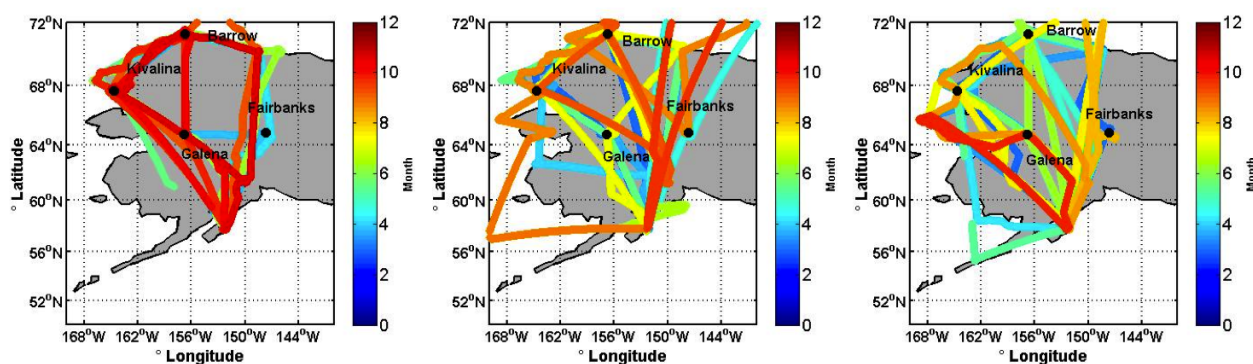 72°N
68°N
64°N
60°N
56°N
52°N
° Latitude
168°W
162°W
156°W
150°W
144°W
° Longitude
Barrow
Kivalina
Fairbanks
Galena
12
10
8
6
4
2
0
Month
72°N
68°N
64°N
60°N
56°N
52°N
° Latitude
168°W
162°W
156°W
150°W
144°W
° Longitude
Barrow
Kivalina
Fairbanks
Galena
12
10
8
6
4
2
0
Month
72°N
68°N
64°N
60°N
56°N
52°N
° Latitude
168°W
162°W
156°W
150°W
144°W
° Longitude
Barrow
Kivalina
Fairbanks
Galena
12
10
8
6
4
2
0
Month